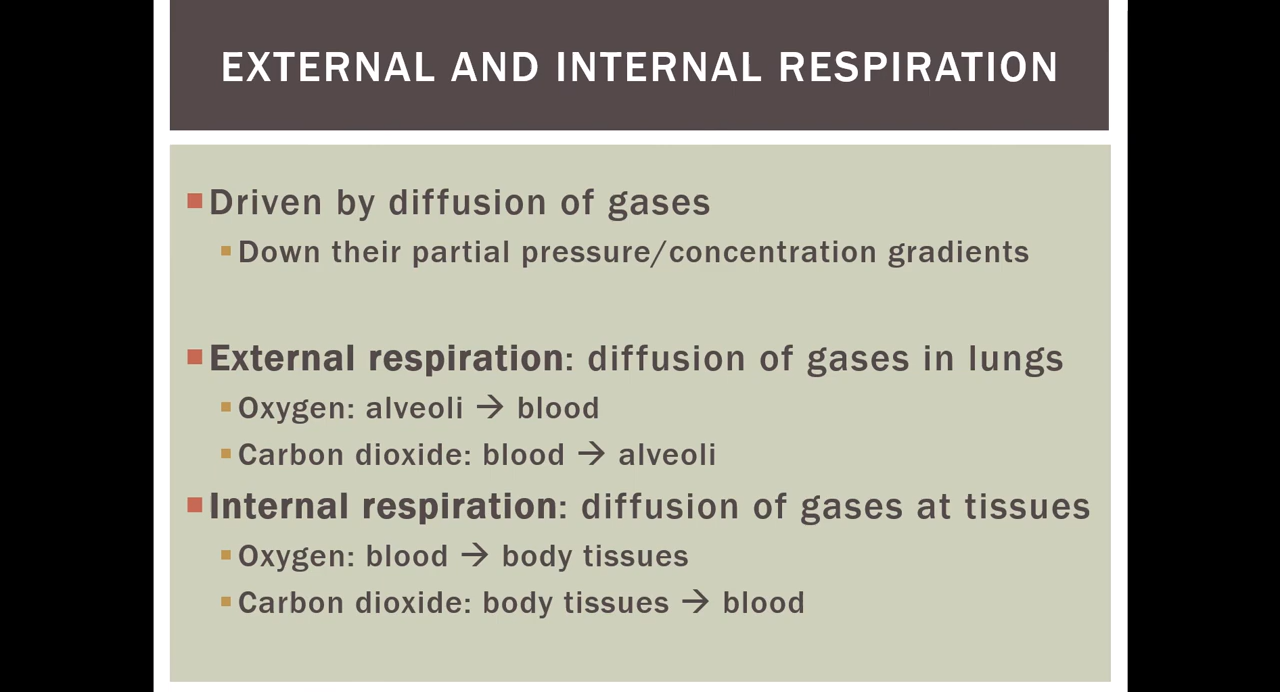 EXTERNAL AND INTERNAL RESPIRATION
Driven by diffusion of gases
Down their partial pressure/concentration gradients
External respiration: diffusion of gases in lungs
Oxygen: alveoli → blood
Carbon dioxide: blood → alveoli
Internal respiration: diffusion of gases at tissues
Oxygen: blood → body tissues
Carbon dioxide: body tissues → blood